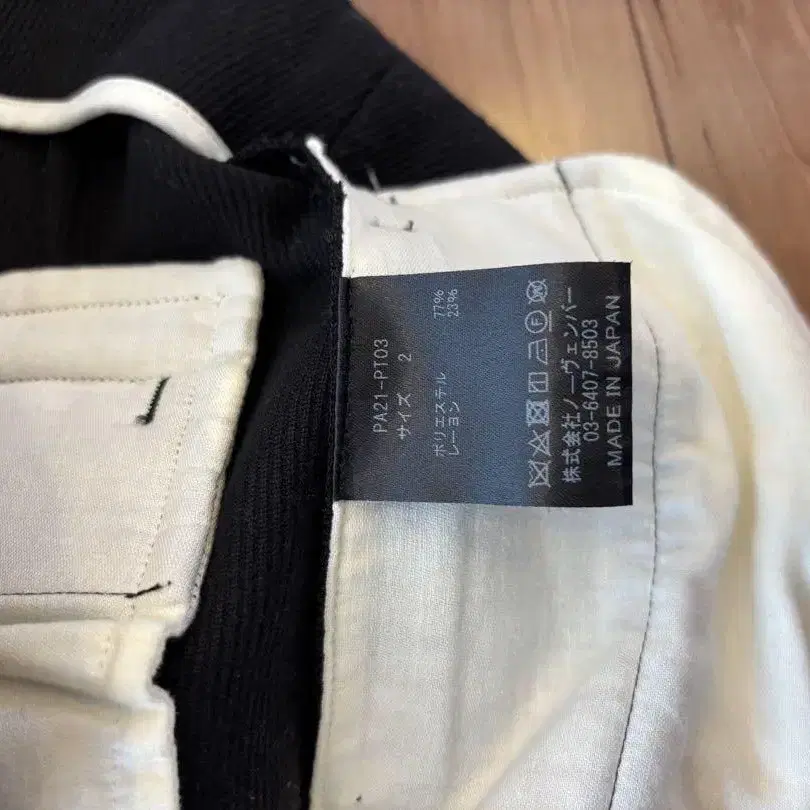 PA21-PT03
サイズ 2
ポリエステル 77%
レーヨン 23%
株式会社ノーヴェンバー
03-6407-8503
MADE IN JAPAN